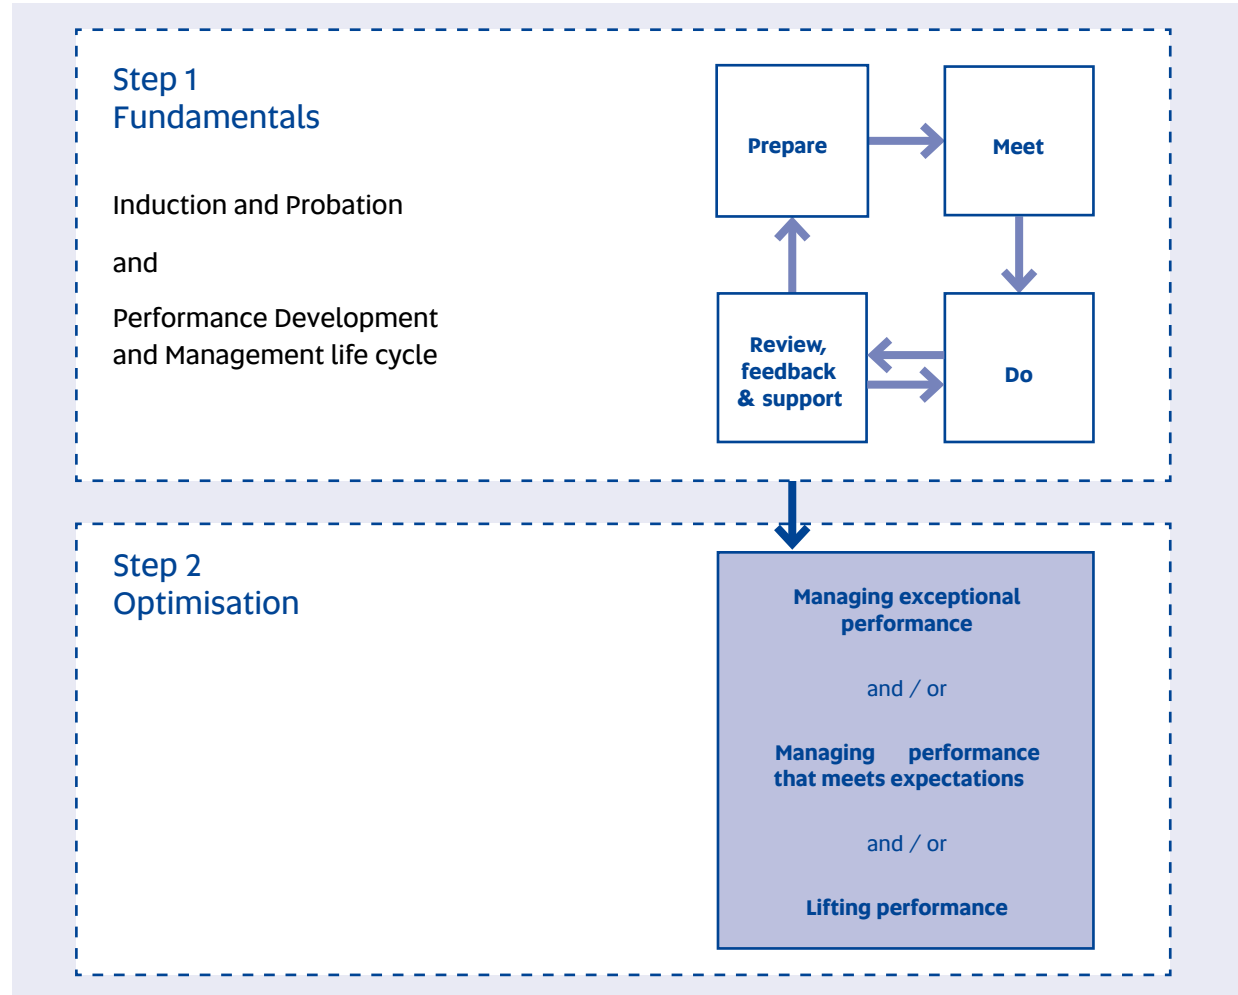 Step 1
Fundamentals
Induction and Probation
and
Performance Development
and Management life cycle
Prepare
Meet
Review,
feedback
& support
Do
Step 2
Optimisation
Managing exceptional
performance
and / or
Managing performance
that meets expectations
and / or
Lifting performance